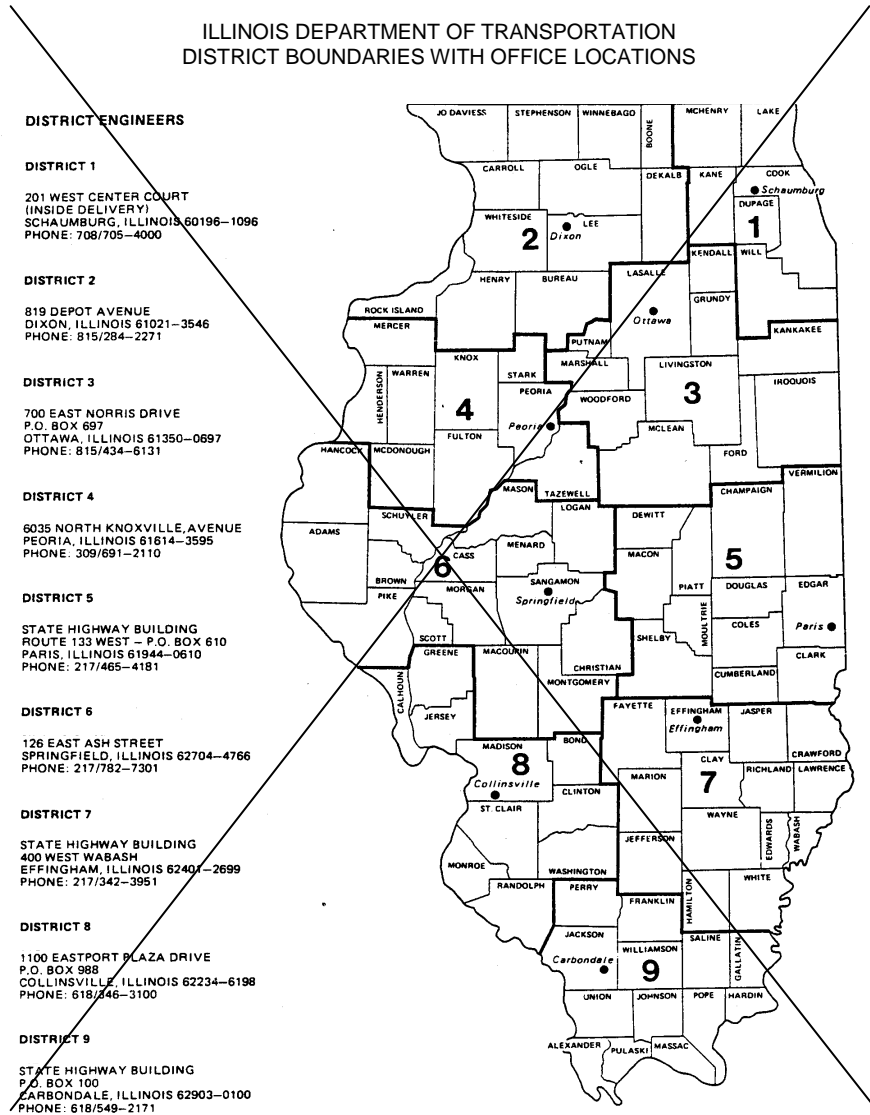 ILLINOIS DEPARTMENT OF TRANSPORTATION
DISTRICT BOUNDARIES WITH OFFICE LOCATIONS
DISTRICT ENGINEERS
DISTRICT 1
201 WEST CENTER COURT
(INSIDE DELIVERY)
SCHAUMBURG, ILLINOIS 60196–1096
PHONE: 708/705–4000
DISTRICT 2
819 DEPOT AVENUE
DIXON, ILLINOIS 61021–3546
PHONE: 815/284–2271
DISTRICT 3
700 EAST NORRIS DRIVE
P.O. BOX 697
OTTAWA, ILLINOIS 61350–0697
PHONE: 815/434–6131
DISTRICT 4
6035 NORTH KNOXVILLE, AVENUE
PEORIA, ILLINOIS 61614–3595
PHONE: 309/691–2110
DISTRICT 5
STATE HIGHWAY BUILDING
ROUTE 133 WEST – P.O. BOX 610
PARIS, ILLINOIS 61944–0610
PHONE: 217/465–4181
DISTRICT 6
126 EAST ASH STREET
SPRINGFIELD, ILLINOIS 62704–4766
PHONE: 217/782–7301
DISTRICT 7
STATE HIGHWAY BUILDING
400 WEST WABASH
EFFINGHAM, ILLINOIS 62401–2699
PHONE: 217/342–3951
DISTRICT 8
1100 EASTPORT PLAZA DRIVE
P.O. BOX 988
COLLINSVILLE, ILLINOIS 62234–6198
PHONE: 618/346–3100
DISTRICT 9
STATE HIGHWAY BUILDING
P.O. BOX 100
CARBONDALE, ILLINOIS 62903–0100
PHONE: 618/549–2171
JO DAVIESS STEPHENSON WINNEBAGO BOONE MCHENRY LAKE
CARROLL OGLE DEKALB KANE COOK
Schaumburg
WHITESIDE LEE DUPAGE
2 Dixon 1
KENDALL WILL
HENRY BUREAU LASALLE
GRUNDY
ROCK ISLAND Ottawa
MERCER KANKAKEE
PUTNAM
KNOX MARSHALL LIVINGSTON
HENDERSON WARREN STARK IROQUOIS
PEORIA WOODFORD 3
4
Peoria MCLEAN
FULTON
HANCOCK MCDONOUGH FORD
VERMILION
MASON TAZEWELL CHAMPAIGN
LOGAN
SCHUYLER DEWITT
ADAMS
MENARD MACON
6 CASS 5
BROWN MORGAN SANGAMON PIATT DOUGLAS EDGAR
PIKE Springfield
MOULTRIE COLES Paris
SCOTT SHELBY
GREENE MACOUPIN CHRISTIAN CLARK
CALHOUN MONTGOMERY CUMBERLAND
JERSEY FAYETTE EFFINGHAM JASPER
Effingham
MADISON BOND CRAWFORD
8 CLAY
Collinsville MARION 7 RICHLAND LAWRENCE
CLINTON
ST. CLAIR WAYNE
EDWARDS WABASH
JEFFERSON
MONROE WASHINGTON WHITE
RANDOLPH PERRY HAMILTON
FRANKLIN
JACKSON SALINE GALLATIN
WILLIAMSON
Carbondale 9
UNION JOHNSON POPE HARDIN
ALEXANDER PULASKI MASSAC